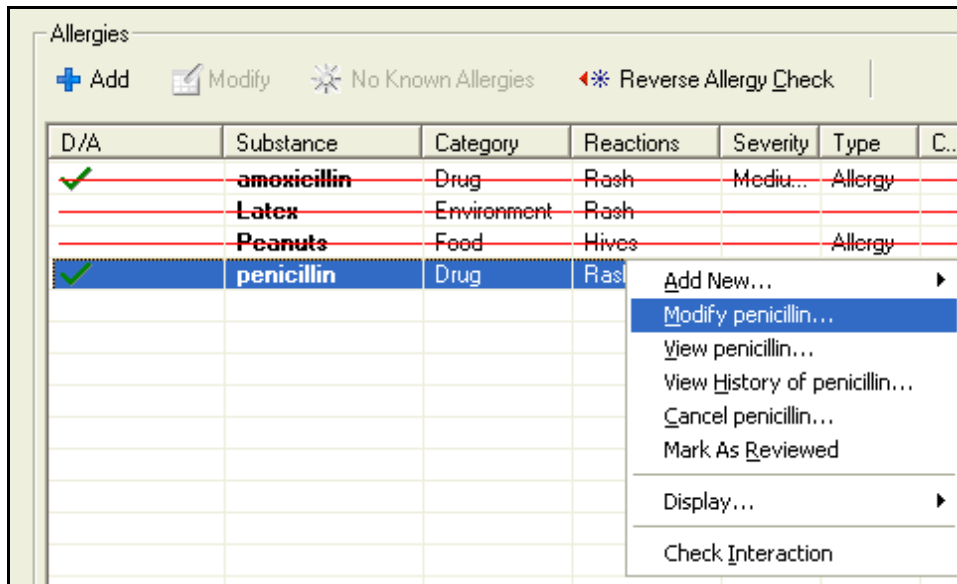 Allergies
Add Modify No Known Allergies Reverse Allergy Check
D/A Substance Category Reactions Severity Type C..
amoxicillin Drug Rash Mediu... Allergy
Latex Environment Rash
Peanuts Food Hives Allergy
penicillin Drug Ras
Add New...
Modify penicillin...
View penicillin...
View History of penicillin...
Cancel penicillin...
Mark As Reviewed
Display...
Check Interaction